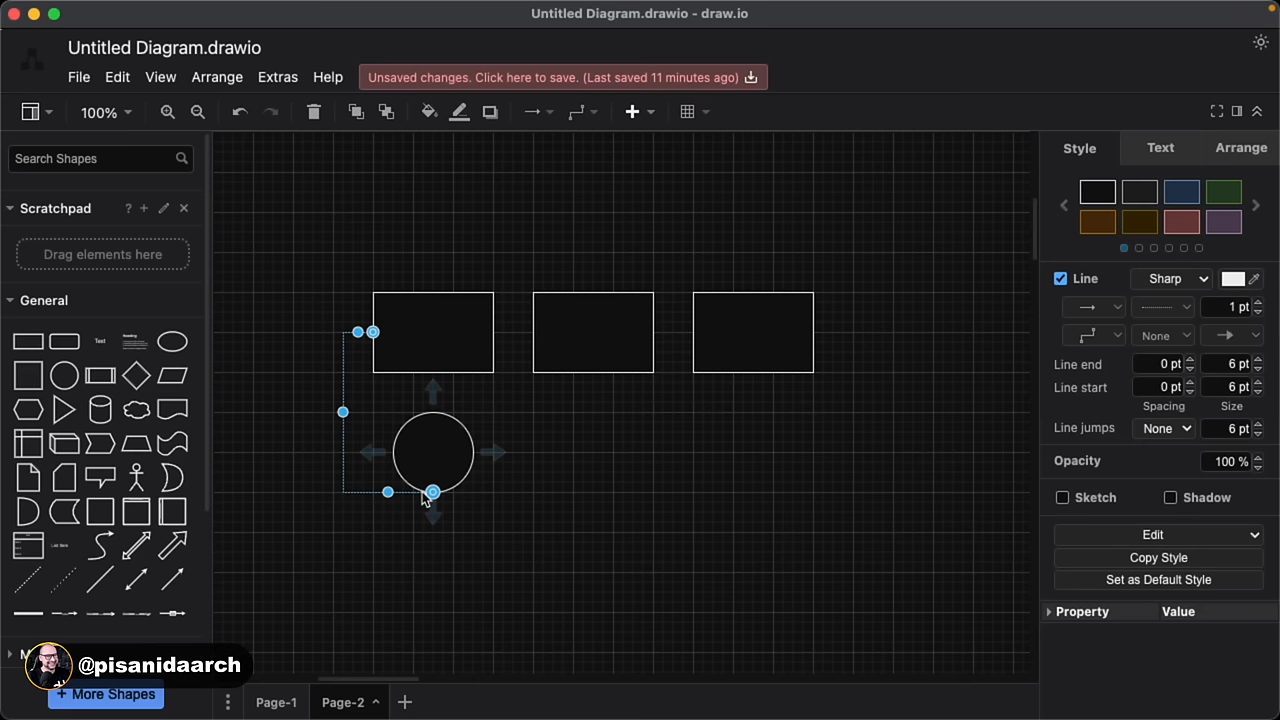 Untitled Diagram.drawio - draw.io
Untitled Diagram.drawio
File Edit View Arrange Extras Help
Unsaved changes. Click here to save. (Last saved 11 minutes ago)
100%
Search Shapes
Scratchpad ?
Drag elements here
General
Text
Heading
List Item
@pisanidaarch
+ More Shapes
Page-1
Page-2
Style Text Arrange
Line Sharp
1 pt
None
Line end 0 pt 6 pt
Line start 0 pt 6 pt
Spacing Size
Line jumps None 6 pt
Opacity 100 %
Sketch Shadow
Edit
Copy Style
Set as Default Style
Property Value